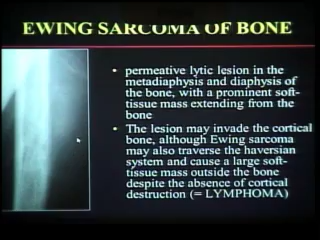 EWING SARCOMA OF BONE
• permeative lytic lesion in the
metadiaphysis and diaphysis of
the bone, with a prominent soft-
tissue mass extending from the
bone
• The lesion may invade the cortical
bone, although Ewing sarcoma
may also traverse the haversian
system and cause a large soft-
tissue mass outside the bone
despite the absence of cortical
destruction (= LYMPHOMA)